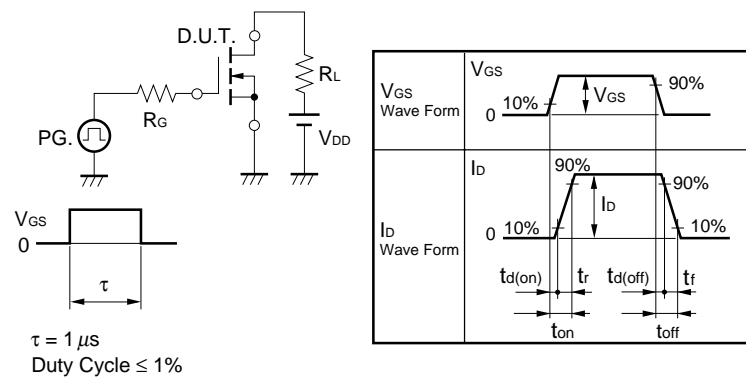 D.U.T.
RL
RG
PG.
VDD
VGS
0
τ
τ = 1 μs
Duty Cycle ≤ 1%
VGS
Wave Form
VGS
10%
0
VGS
90%
ID
Wave Form
ID
90%
90%
ID
10%
10%
0
td(on) tr td(off) tf
ton toff